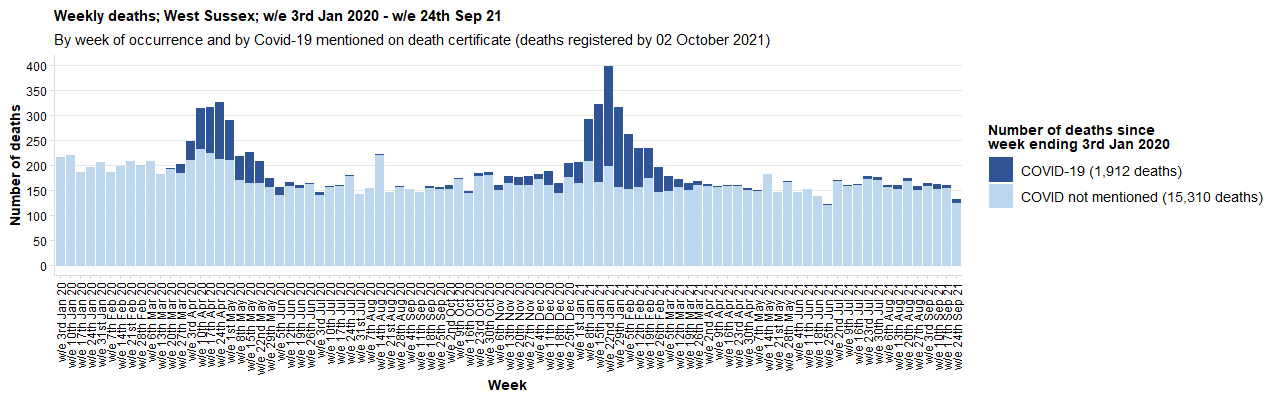 Weekly deaths; West Sussex; w/e 3rd Jan 2020 - w/e 24th Sep 21
By week of occurrence and by Covid-19 mentioned on death certificate (deaths registered by 02 October 2021)
Number of deaths
400
350
300
250
200
150
100
50
0
w/e 3rd Jan 20
w/e 10th Jan 20
w/e 17th Jan 20
w/e 24th Jan 20
w/e 31st Jan 20
w/e 7th Feb 20
w/e 14th Feb 20
w/e 21st Feb 20
w/e 28th Feb 20
w/e 6th Mar 20
w/e 13th Mar 20
w/e 20th Mar 20
w/e 27th Mar 20
w/e 3rd Apr 20
w/e 10th Apr 20
w/e 17th Apr 20
w/e 24th Apr 20
w/e 1st May 20
w/e 8th May 20
w/e 15th May 20
w/e 22nd May 20
w/e 29th May 20
w/e 5th Jun 20
w/e 12th Jun 20
w/e 19th Jun 20
w/e 26th Jun 20
w/e 3rd Jul 20
w/e 10th Jul 20
w/e 17th Jul 20
w/e 24th Jul 20
w/e 31st Jul 20
w/e 7th Aug 20
w/e 14th Aug 20
w/e 21st Aug 20
w/e 28th Aug 20
w/e 4th Sep 20
w/e 11th Sep 20
w/e 18th Sep 20
w/e 25th Sep 20
w/e 2nd Oct 20
w/e 9th Oct 20
w/e 16th Oct 20
w/e 23rd Oct 20
w/e 30th Oct 20
w/e 6th Nov 20
w/e 13th Nov 20
w/e 20th Nov 20
w/e 27th Nov 20
w/e 4th Dec 20
w/e 11th Dec 20
w/e 18th Dec 20
w/e 25th Dec 20
w/e 1st Jan 21
w/e 8th Jan 21
w/e 15th Jan 21
w/e 22nd Jan 21
w/e 29th Jan 21
w/e 5th Feb 21
w/e 12th Feb 21
w/e 19th Feb 21
w/e 26th Feb 21
w/e 5th Mar 21
w/e 12th Mar 21
w/e 19th Mar 21
w/e 26th Mar 21
w/e 2nd Apr 21
w/e 9th Apr 21
w/e 16th Apr 21
w/e 23rd Apr 21
w/e 30th Apr 21
w/e 7th May 21
w/e 14th May 21
w/e 21st May 21
w/e 28th May 21
w/e 4th Jun 21
w/e 11th Jun 21
w/e 18th Jun 21
w/e 25th Jun 21
w/e 2nd Jul 21
w/e 9th Jul 21
w/e 16th Jul 21
w/e 23rd Jul 21
w/e 30th Jul 21
w/e 6th Aug 21
w/e 13th Aug 21
w/e 20th Aug 21
w/e 27th Aug 21
w/e 3rd Sep 21
w/e 10th Sep 21
w/e 17th Sep 21
w/e 24th Sep 21
Week
Number of deaths since
week ending 3rd Jan 2020
COVID-19 (1,912 deaths)
COVID not mentioned (15,310 deaths)